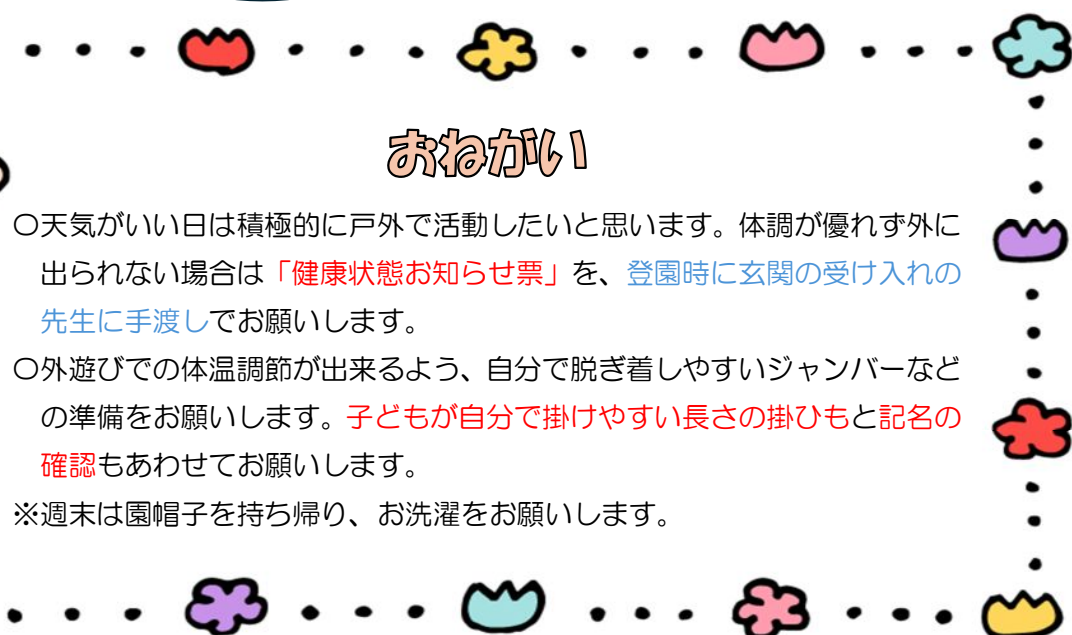 おねがい
〇天気がいい日は積極的に戸外で活動したいと思います。体調が優れず外に
出られない場合は「健康状態お知らせ票」を、登園時に玄関の受け入れの
先生に手渡しでお願いします。
〇外遊びでの体温調節が出来るよう、自分で脱ぎ着しやすいジャンバーなど
の準備をお願いします。子どもが自分で掛けやすい長さの掛ひもと記名の
確認もあわせてお願いします。
※週末は園帽子を持ち帰り、お洗濯をお願いします。